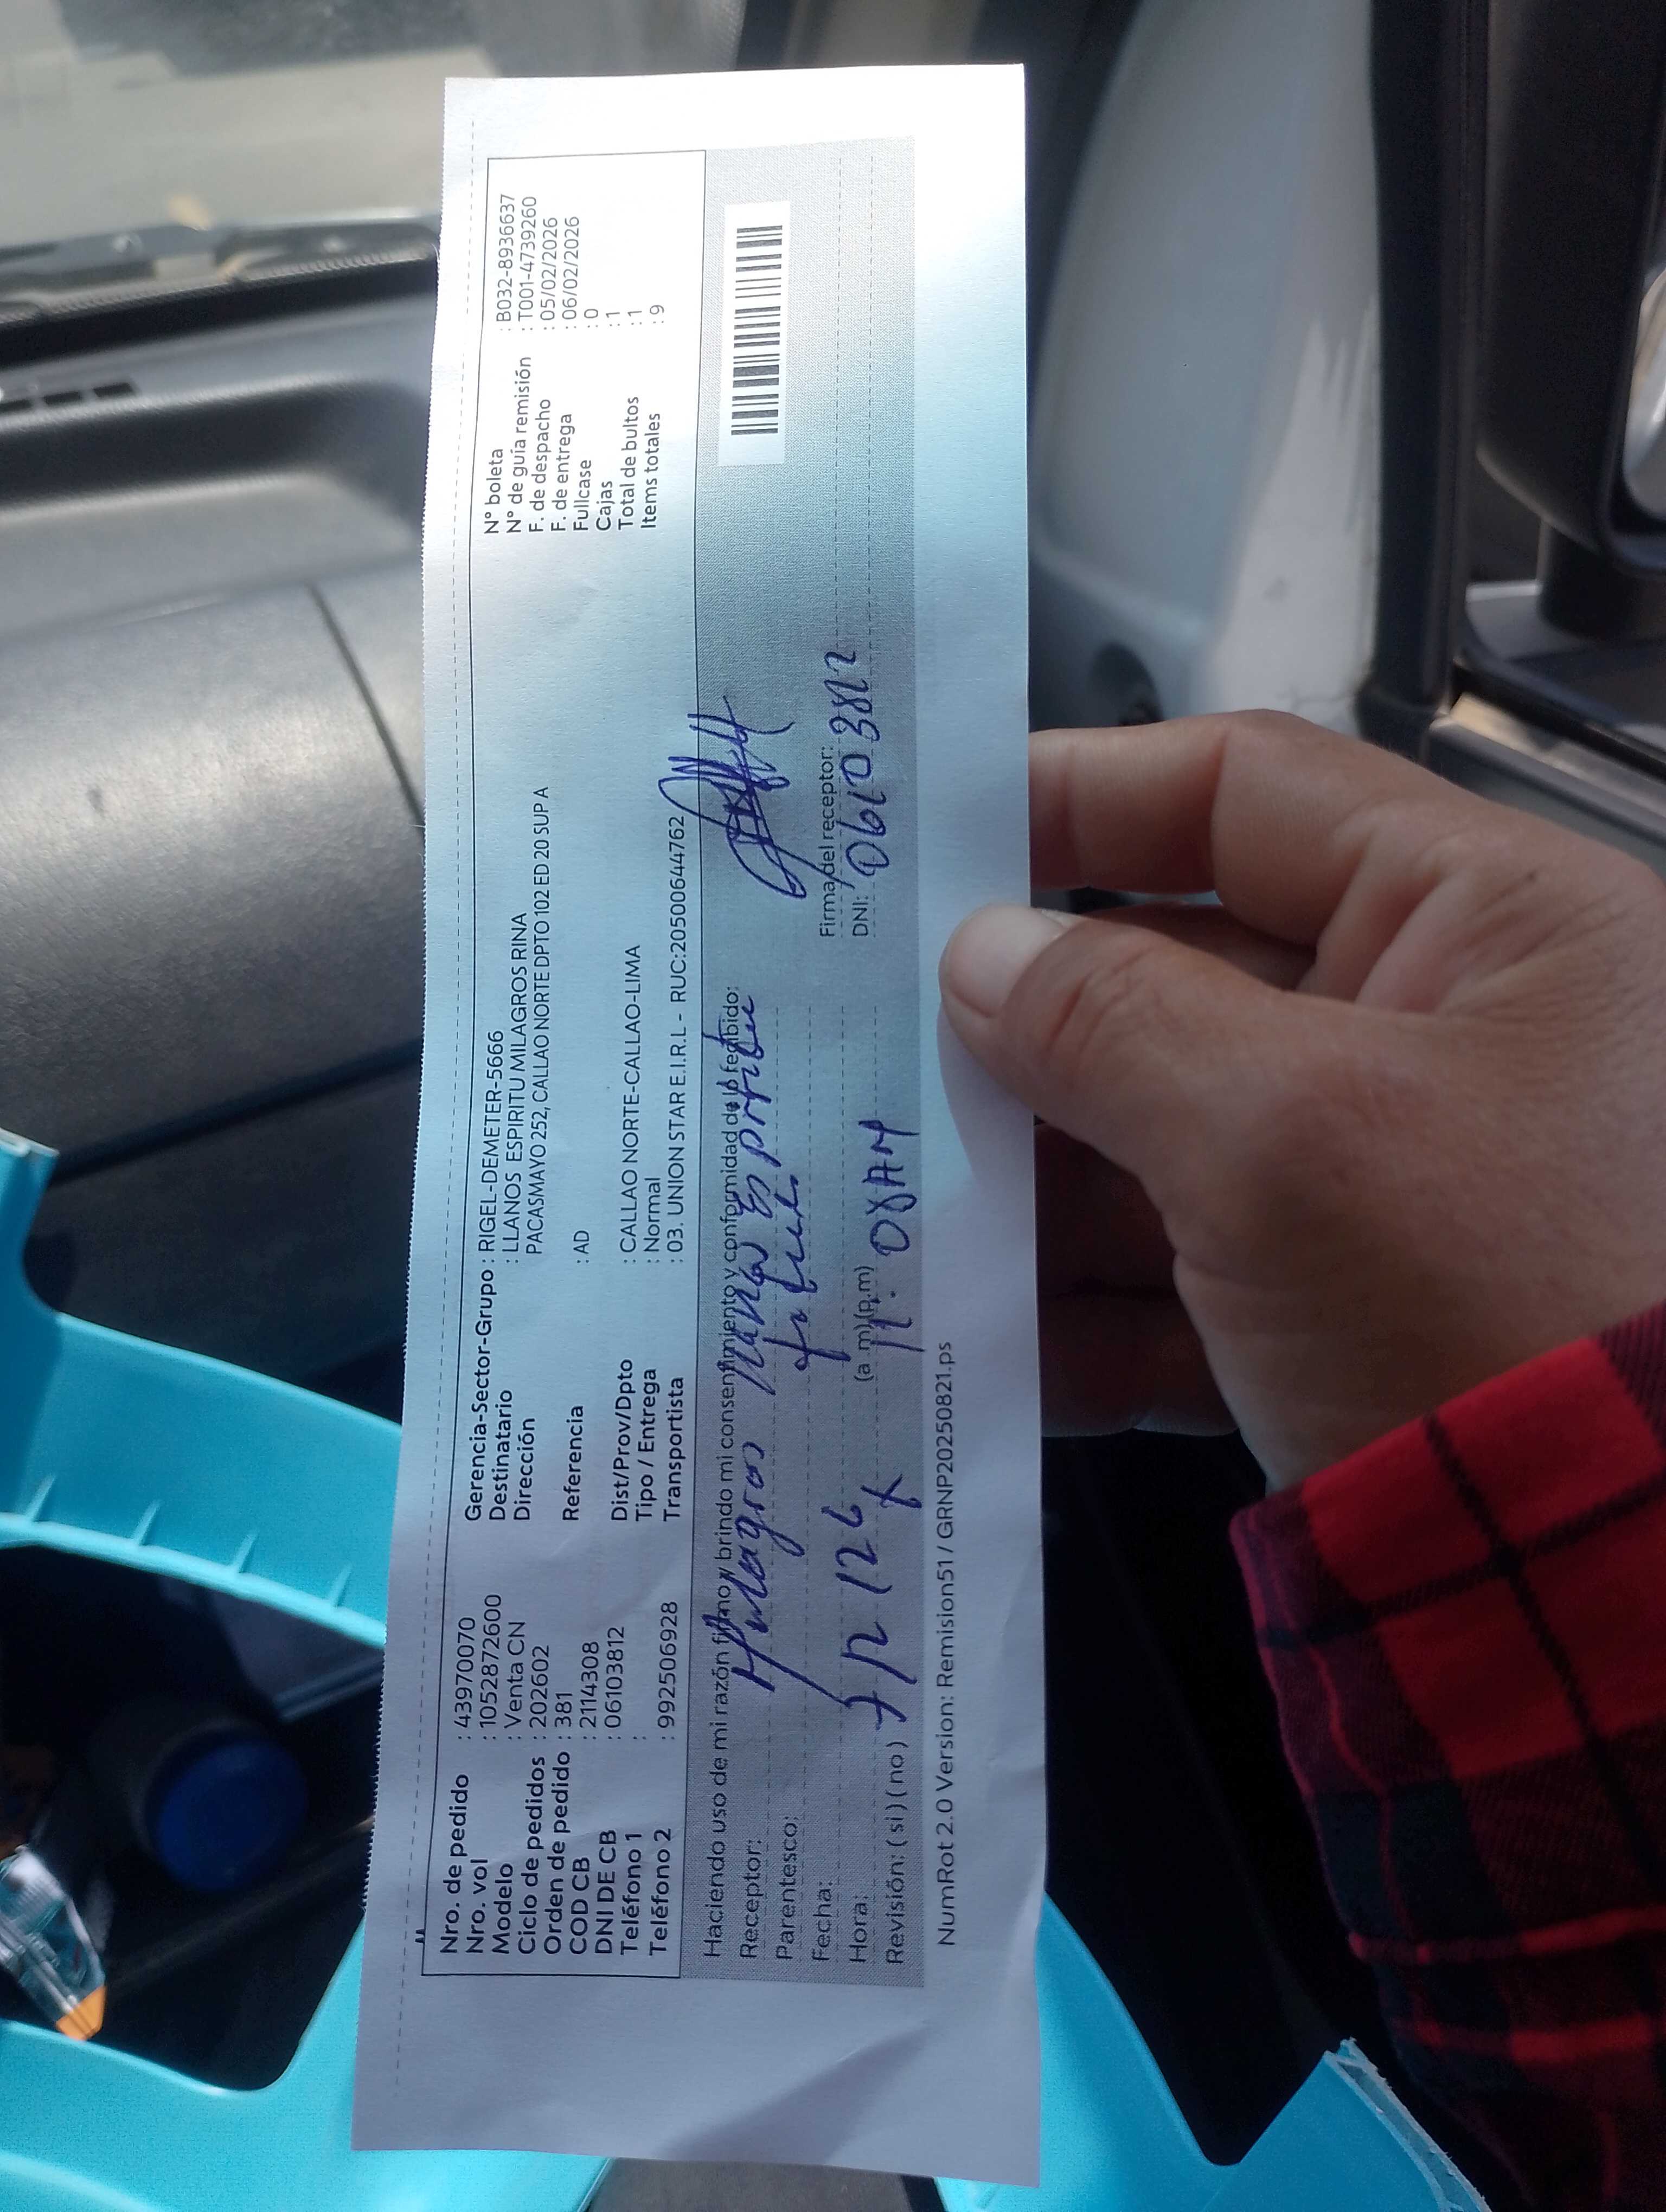 Nro. de pedido : 43970070
Nro. vol : 1052872600
Modelo : Venta CN
Ciclo de pedidos : 202602
Orden de pedido : 381
COD CB : 2114308
DNI DE CB : 06103812
Teléfono 1 :
Teléfono 2 : 992506928
Gerencia-Sector-Grupo : RIGEL-DEMETER-5666
Destinatario : LLANOS ESPIRITU MILAGROS RINA
Dirección PACASMAYO 252, CALLAO NORTE DPTO 102 ED 20 SUP A
Referencia : AD
Dist/Prov/Dpto : CALLAO NORTE-CALLAO-LIMA
Tipo / Entrega : Normal
Transportista : 03. UNION STAR E.I.R.L - RUC:20500644762
N° boleta : B032-8936637
N° de guía remisión : T001-4739260
F. de despacho : 05/02/2026
F. de entrega : 06/02/2026
Fullcase : 0
Cajas : 1
Total de bultos : 1
Items totales : 9
Haciendo uso de mi razón firmo y brindo mi consentimiento y conformidad de lo recibido:
Receptor: Milagros Llanos Espiritu
Parentesco:
Fecha:
Hora: (a m) (p.m) 11:08AM
Revisión: ( si ) ( no )
Firma del receptor:
DNI: 06103812
NumRot 2.0 Version: Remision51 / GRNP20250821.ps